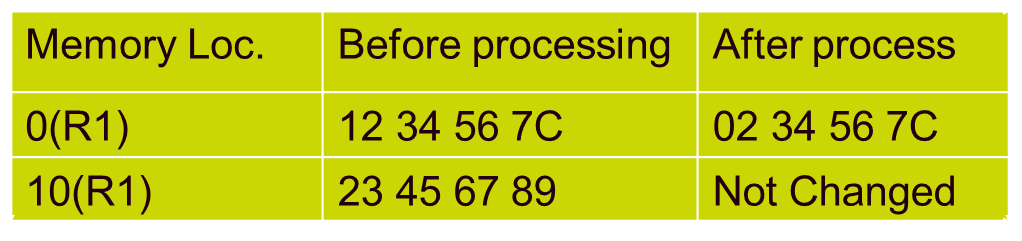 Memory Loc. Before processing After process
0(R1) 12 34 56 7C 02 34 56 7C
10(R1) 23 45 67 89 Not Changed